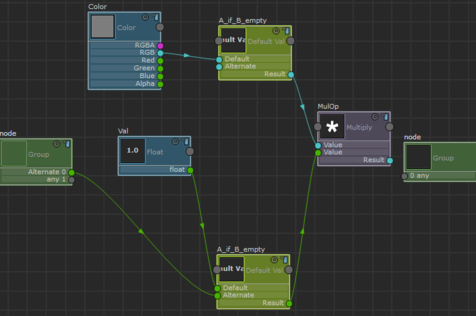 Color
Color
RGBA
RGB
Red
Green
Blue
Alpha
A_if_B_empty
ult Va
Default Val
Default
Alternate
Result
MulOp
*
Multiply
Value
Value
Result
node
Group
Alternate 0
any 1
Val
1.0
Float
float
node
Group
0 any
A_if_B_empty
ult Va
Default Val
Default
Alternate
Result